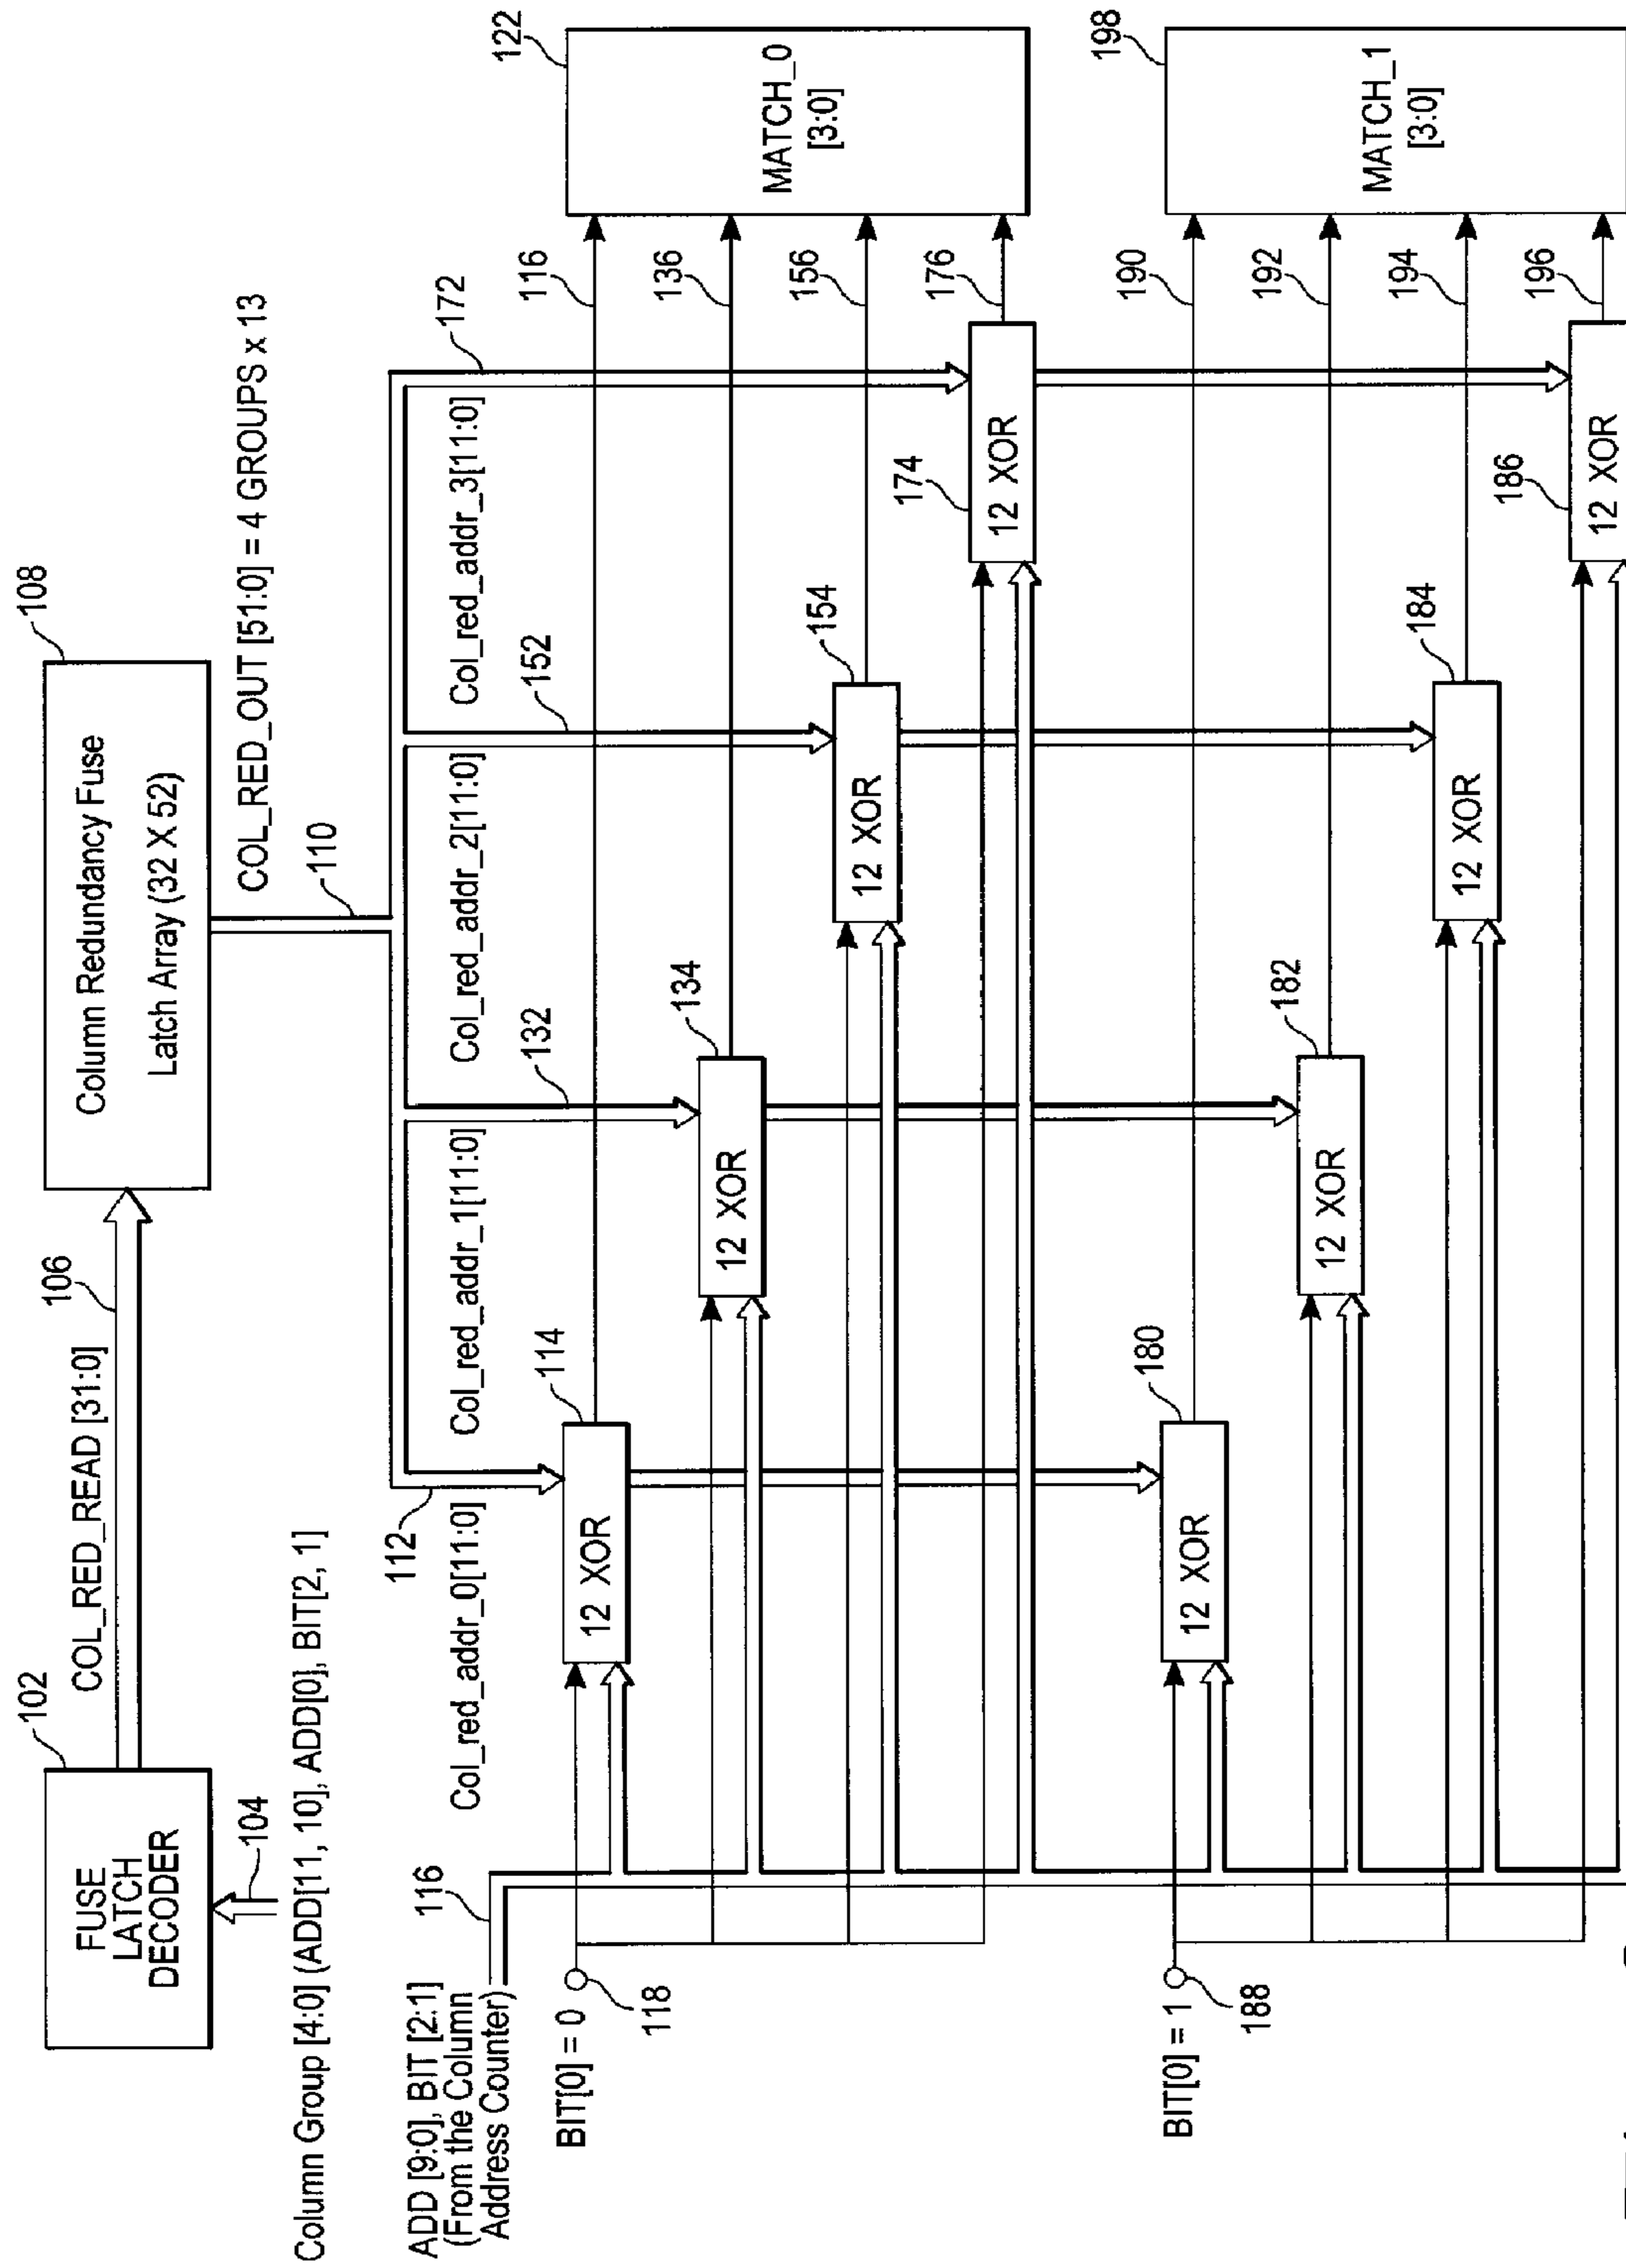 102
FUSE
LATCH
DECODER
104
Column Group [4:0] (ADD[11, 10], ADD[0], BIT[2, 1]
COL_RED_READ [31:0]
106
108
Column Redundancy Fuse
Latch Array (32 X 52)
COL_RED_OUT [51:0] = 4 GROUPS x 13
110
112
132
152
172
Col_red_addr_0[11:0]
Col_red_addr_1[11:0]
Col_red_addr_2[11:0]
Col_red_addr_3[11:0]
ADD [9:0], BIT [2:1]
(From the Column
Address Counter)
116
BIT[0] = 0
118
12 XOR
114
116
12 XOR
134
136
12 XOR
154
156
12 XOR
174
176
MATCH_0
[3:0]
122
BIT[0] = 1
188
12 XOR
180
190
12 XOR
182
192
12 XOR
184
194
12 XOR
186
196
MATCH_1
[3:0]
198